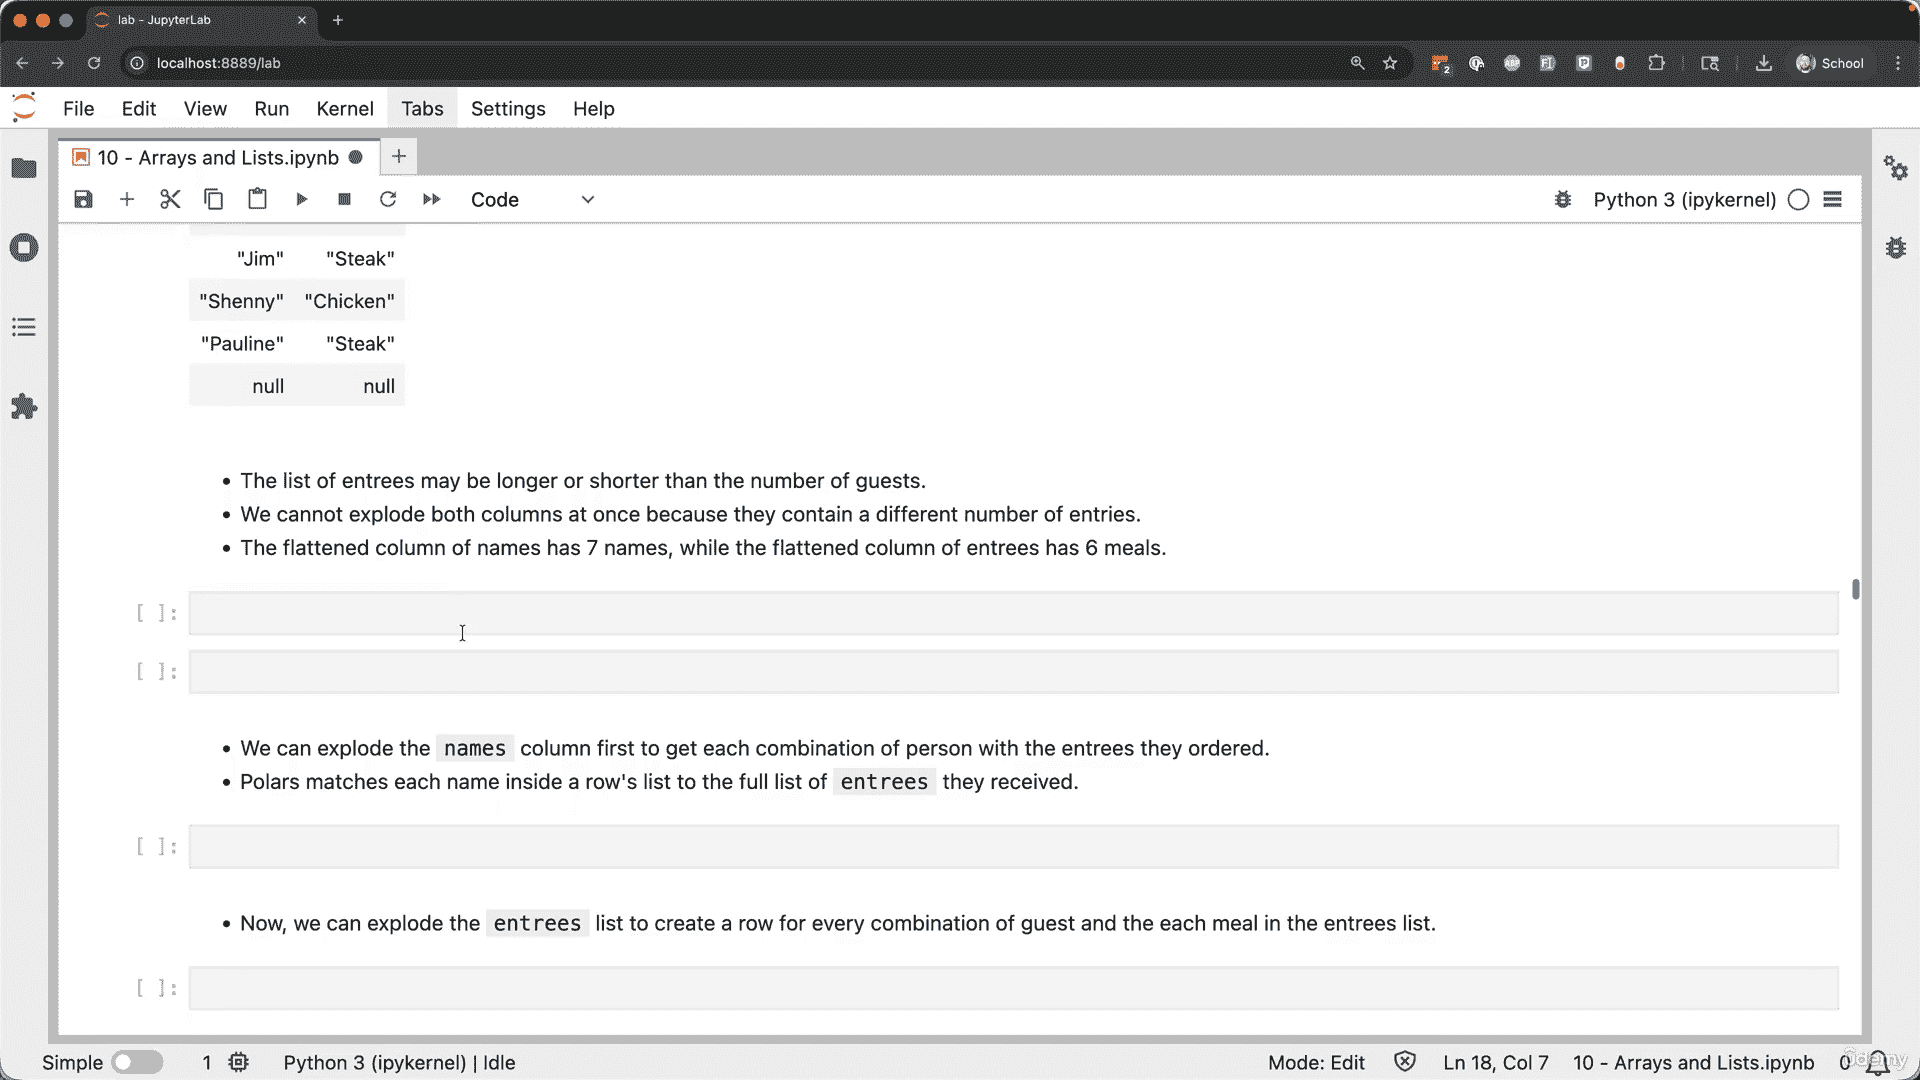 lab - JupyterLab
localhost:8889/lab
2
ABP
School
File Edit View Run Kernel Tabs Settings Help
10 - Arrays and Lists.ipynb
Code
Python 3 (ipykernel)
"Jim" "Steak"
"Shenny" "Chicken"
"Pauline" "Steak"
null null
• The list of entrees may be longer or shorter than the number of guests.
• We cannot explode both columns at once because they contain a different number of entries.
• The flattened column of names has 7 names, while the flattened column of entrees has 6 meals.
[ ]:
[ ]:
• We can explode the names column first to get each combination of person with the entrees they ordered.
• Polars matches each name inside a row's list to the full list of entrees they received.
[ ]:
• Now, we can explode the entrees list to create a row for every combination of guest and the each meal in the entrees list.
[ ]:
Simple 1 Python 3 (ipykernel) | Idle Mode: Edit Ln 18, Col 7 10 - Arrays and Lists.ipynb 0
Udemy